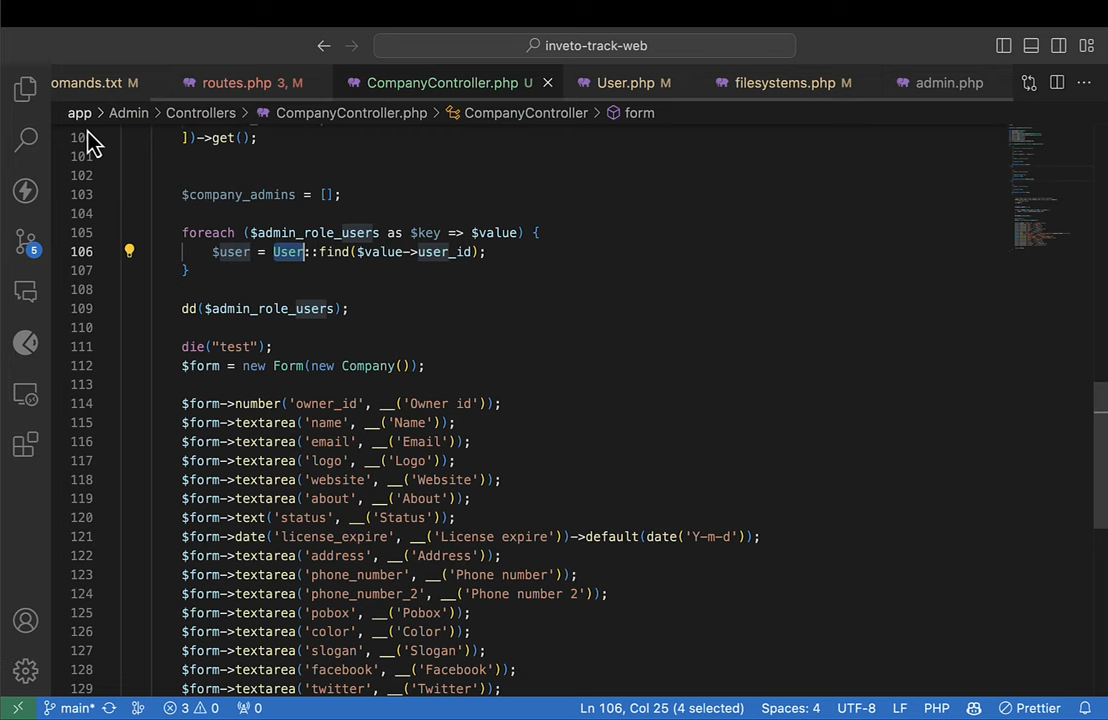 inveto-track-web
omands.txt M
routes.php 3, M
CompanyController.php U
User.php M
filesystems.php M
admin.php
app > Admin > Controllers > CompanyController.php > CompanyController > form
])->get();
101
102
103 $company_admins = [];
104
105 foreach ($admin_role_users as $key => $value) {
106 $user = User::find($value->user_id);
107 }
108
109 dd($admin_role_users);
110
111 die("test");
112 $form = new Form(new Company());
113
114 $form->number('owner_id', __('Owner id'));
115 $form->textarea('name', __('Name'));
116 $form->textarea('email', __('Email'));
117 $form->textarea('logo', __('Logo'));
118 $form->textarea('website', __('Website'));
119 $form->textarea('about', __('About'));
120 $form->text('status', __('Status'));
121 $form->date('license_expire', __('License expire'))->default(date('Y-m-d'));
122 $form->textarea('address', __('Address'));
123 $form->textarea('phone_number', __('Phone number'));
124 $form->textarea('phone_number_2', __('Phone number 2'));
125 $form->textarea('pobox', __('Pobox'));
126 $form->textarea('color', __('Color'));
127 $form->textarea('slogan', __('Slogan'));
128 $form->textarea('facebook', __('Facebook'));
129 $form->textarea('twitter', __('Twitter'));
5
main* 3 0 0 Ln 106, Col 25 (4 selected) Spaces: 4 UTF-8 LF PHP Prettier